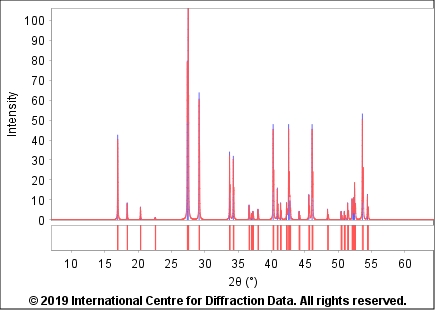 Intensity
100
90
80
70
60
50
40
30
20
10
0
10 15 20 25 30 35 40 45 50 55 60
2θ (°)
© 2019 International Centre for Diffraction Data. All rights reserved.